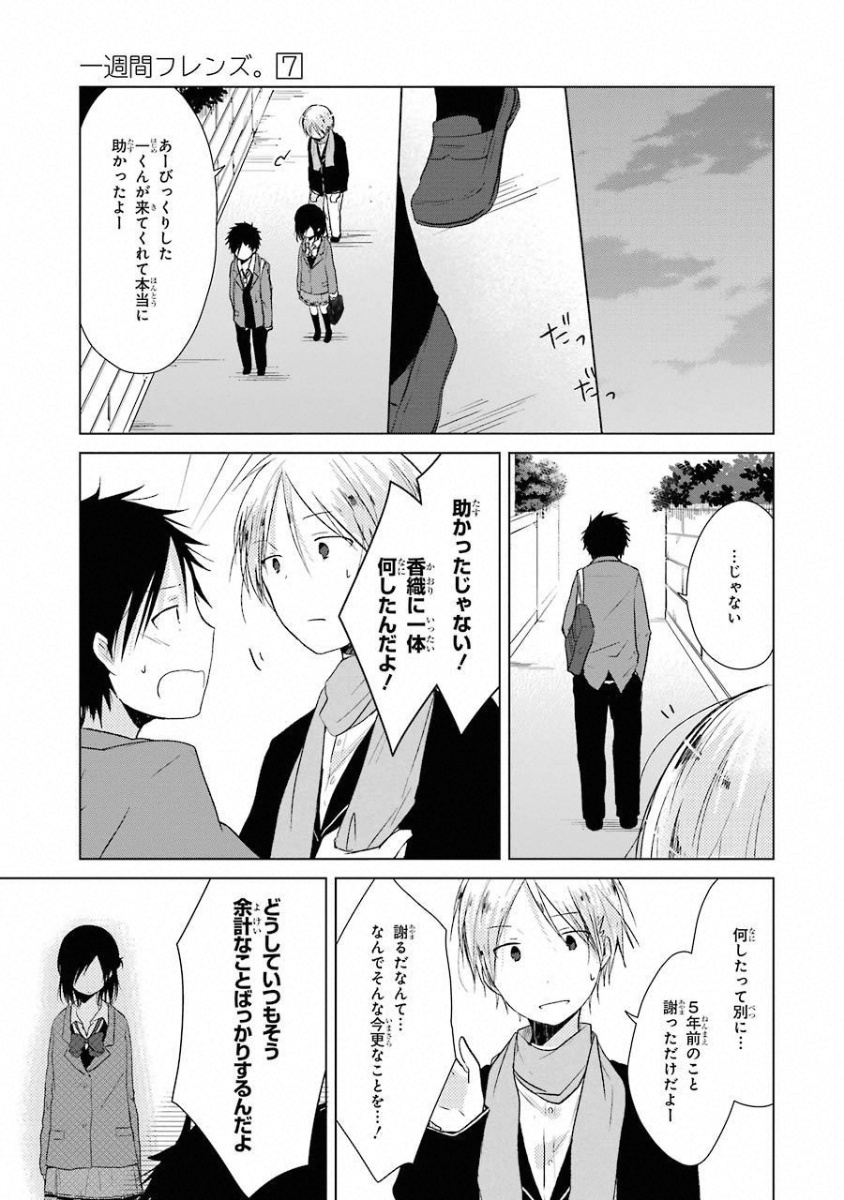 一週間フレンズ。7
だっ
だっ
あーびっくりした
一くんが来てくれて本当に
助かったよー
…じゃない
助かったじゃない!
香織に一体
何したんだよ!
何したって別に…
5年前のこと
謝っただけだよー
謝るだなんて…
なんでそんな今更なことを…!
どうしていつもそう
余計なことばっかりするんだよ